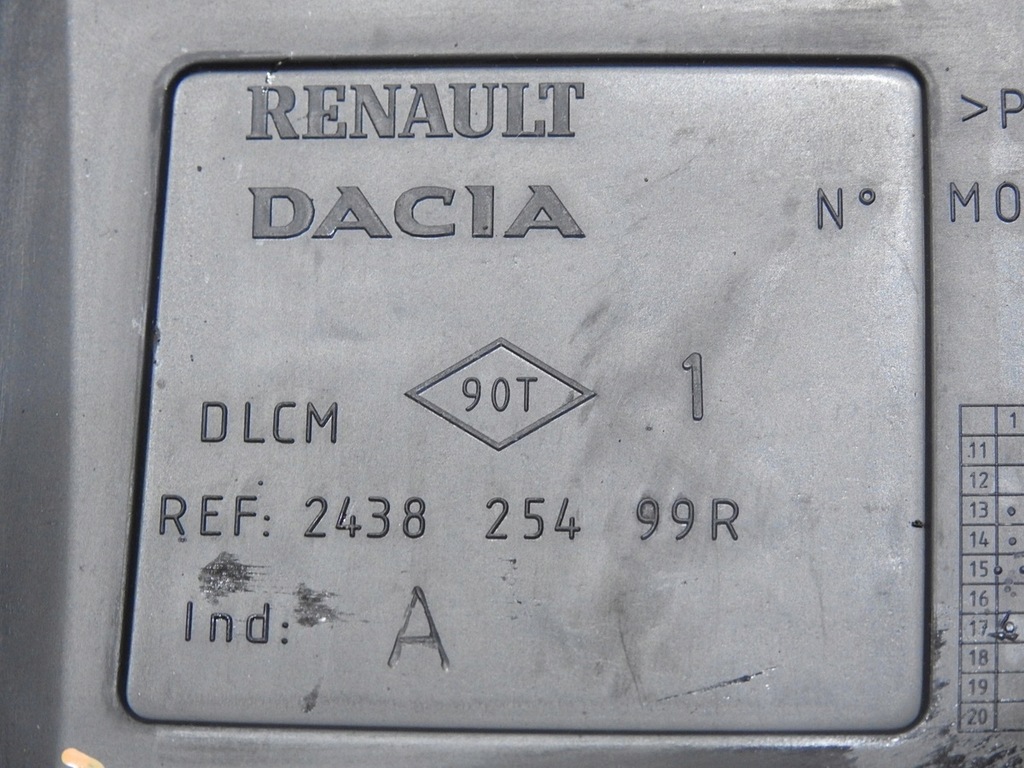 RENAULT
>P
DACIA
N° MO
90T 1
DLCM
REF: 2438 254 99R
Ind: A
1
11
12
13
14
15
16
17
18
19
20